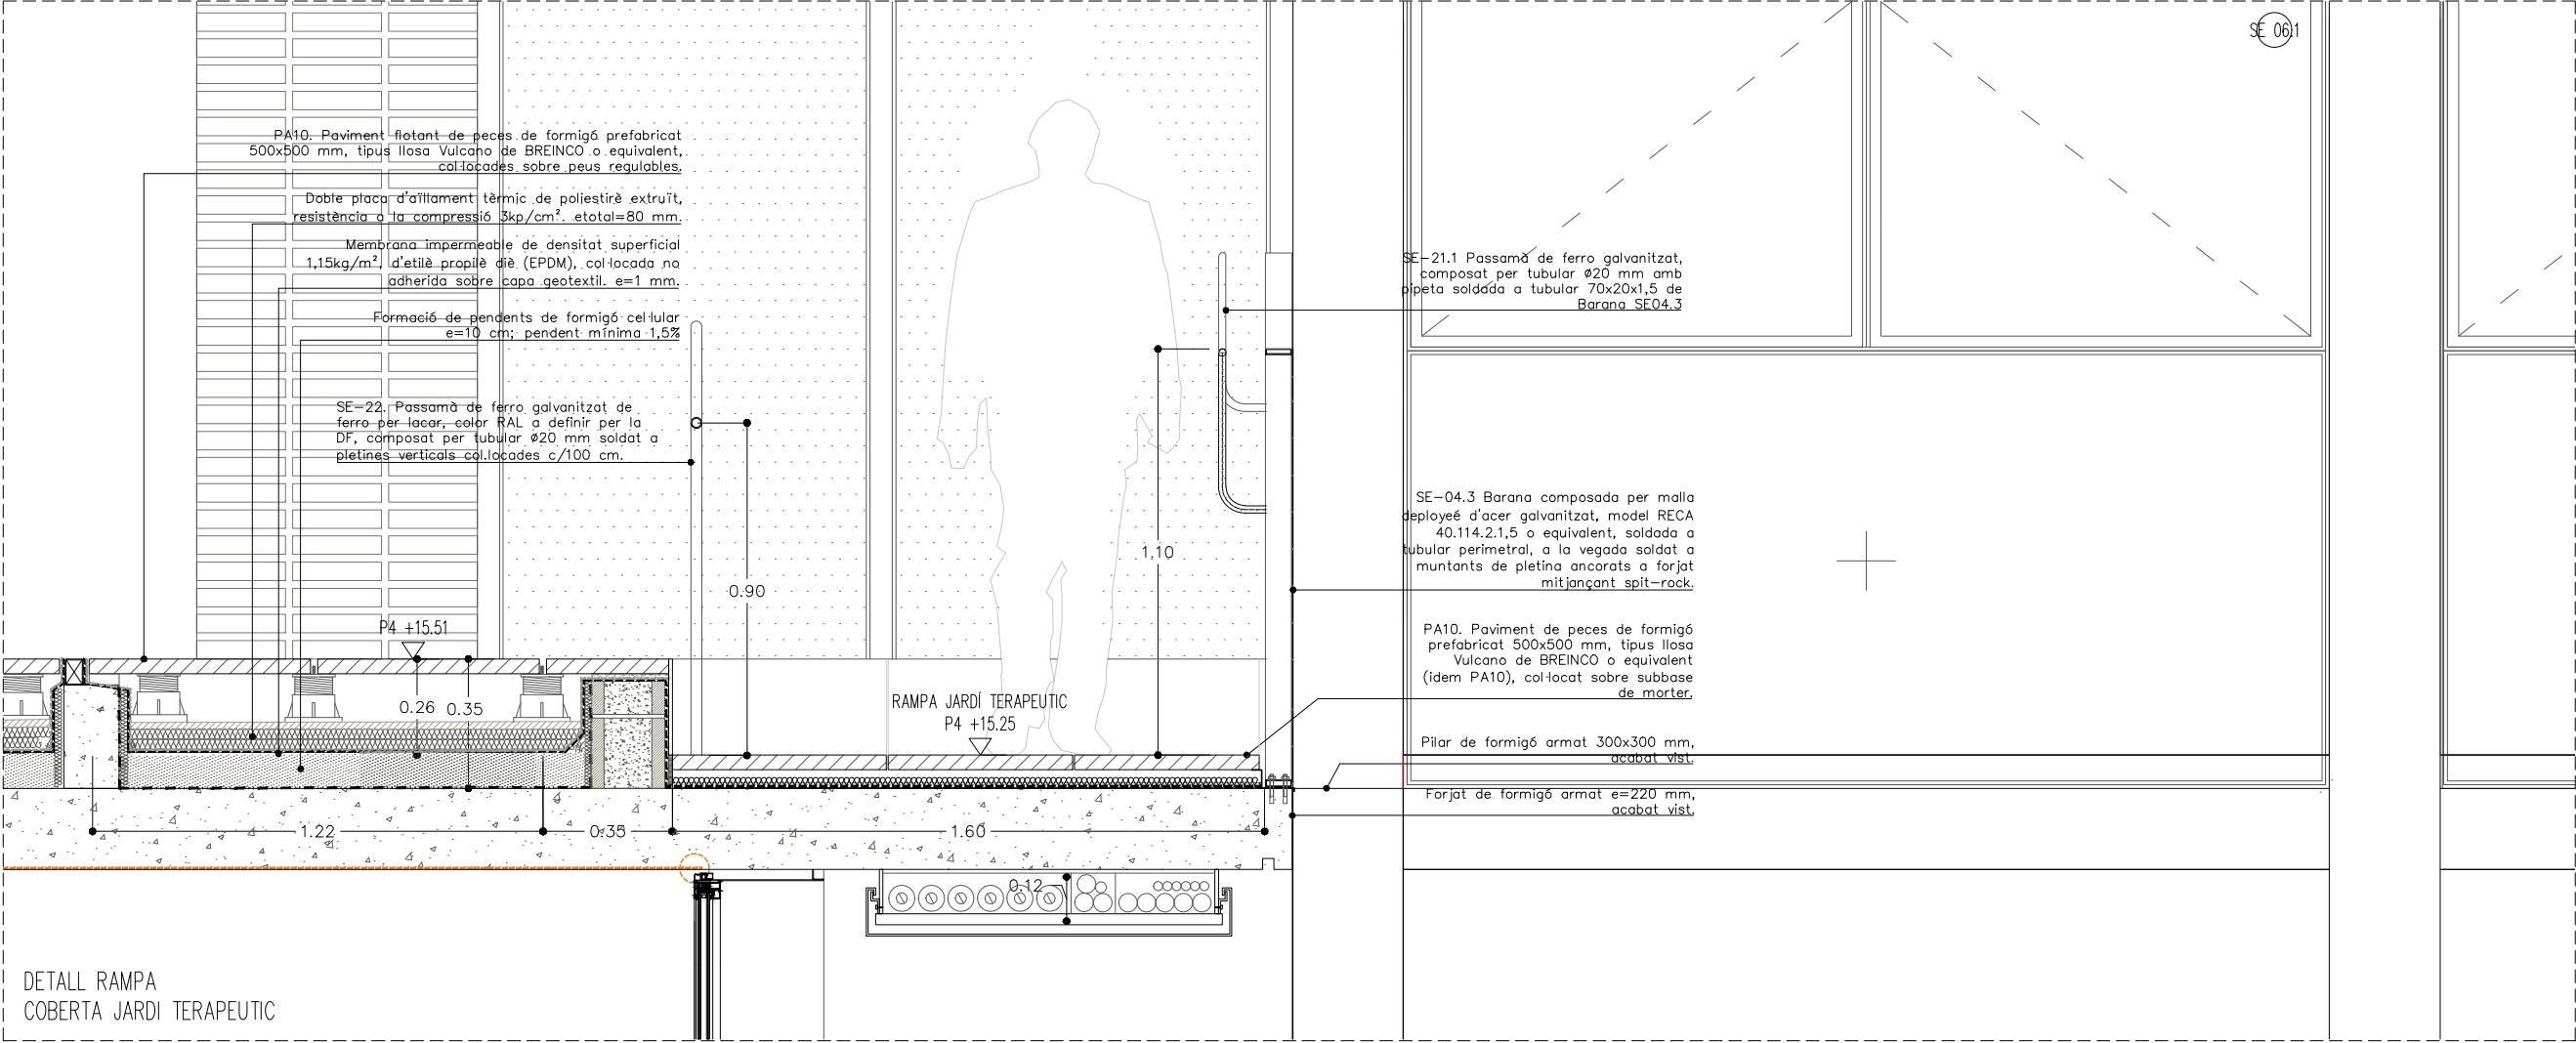 SE 06.1
PA10. Paviment flotant de peces de formigó prefabricat
500x500 mm, tipus llosa Vulcano de BREINCO o equivalent,
col·locades sobre peus regulables.
Doble placa d'aïllament tèrmic de poliestirè extruït,
resistència a la compressió 3kp/cm². etotal=80 mm.
Membrana impermeable de densitat superficial
1,15kg/m², d'etilè propilè diè (EPDM), col·locada no
adherida sobre capa geotextil. e=1 mm.
Formació de pendents de formigó cel·lular
e=10 cm; pendent mínima 1,5%
SE-22. Passamà de ferro galvanitzat de
ferro per lacar, color RAL a definir per la
DF, composat per tubular ø20 mm soldat a
pletines verticals col.locades c/100 cm.
SE-21.1 Passamà de ferro galvanitzat,
composat per tubular ø20 mm amb
pipeta soldada a tubular 70x20x1,5 de
Barana SE04.3
SE-04.3 Barana composada per malla
deployeé d'acer galvanitzat, model RECA
40.114.2.1,5 o equivalent, soldada a
tubular perimetral, a la vegada soldat a
muntants de pletina ancorats a forjat
mitjançant spit-rock.
PA10. Paviment de peces de formigó
prefabricat 500x500 mm, tipus llosa
Vulcano de BREINCO o equivalent
(idem PA10), col·locat sobre subbase
de morter.
Pilar de formigó armat 300x300 mm,
acabat vist.
Forjat de formigó armat e=220 mm,
acabat vist.
1,10
0.90
P4 +15.51
0.26
0.35
RAMPA JARDÍ TERAPEUTIC
P4 +15.25
1.22
0.35
1.60
0.12
DETALL RAMPA
COBERTA JARDI TERAPEUTIC